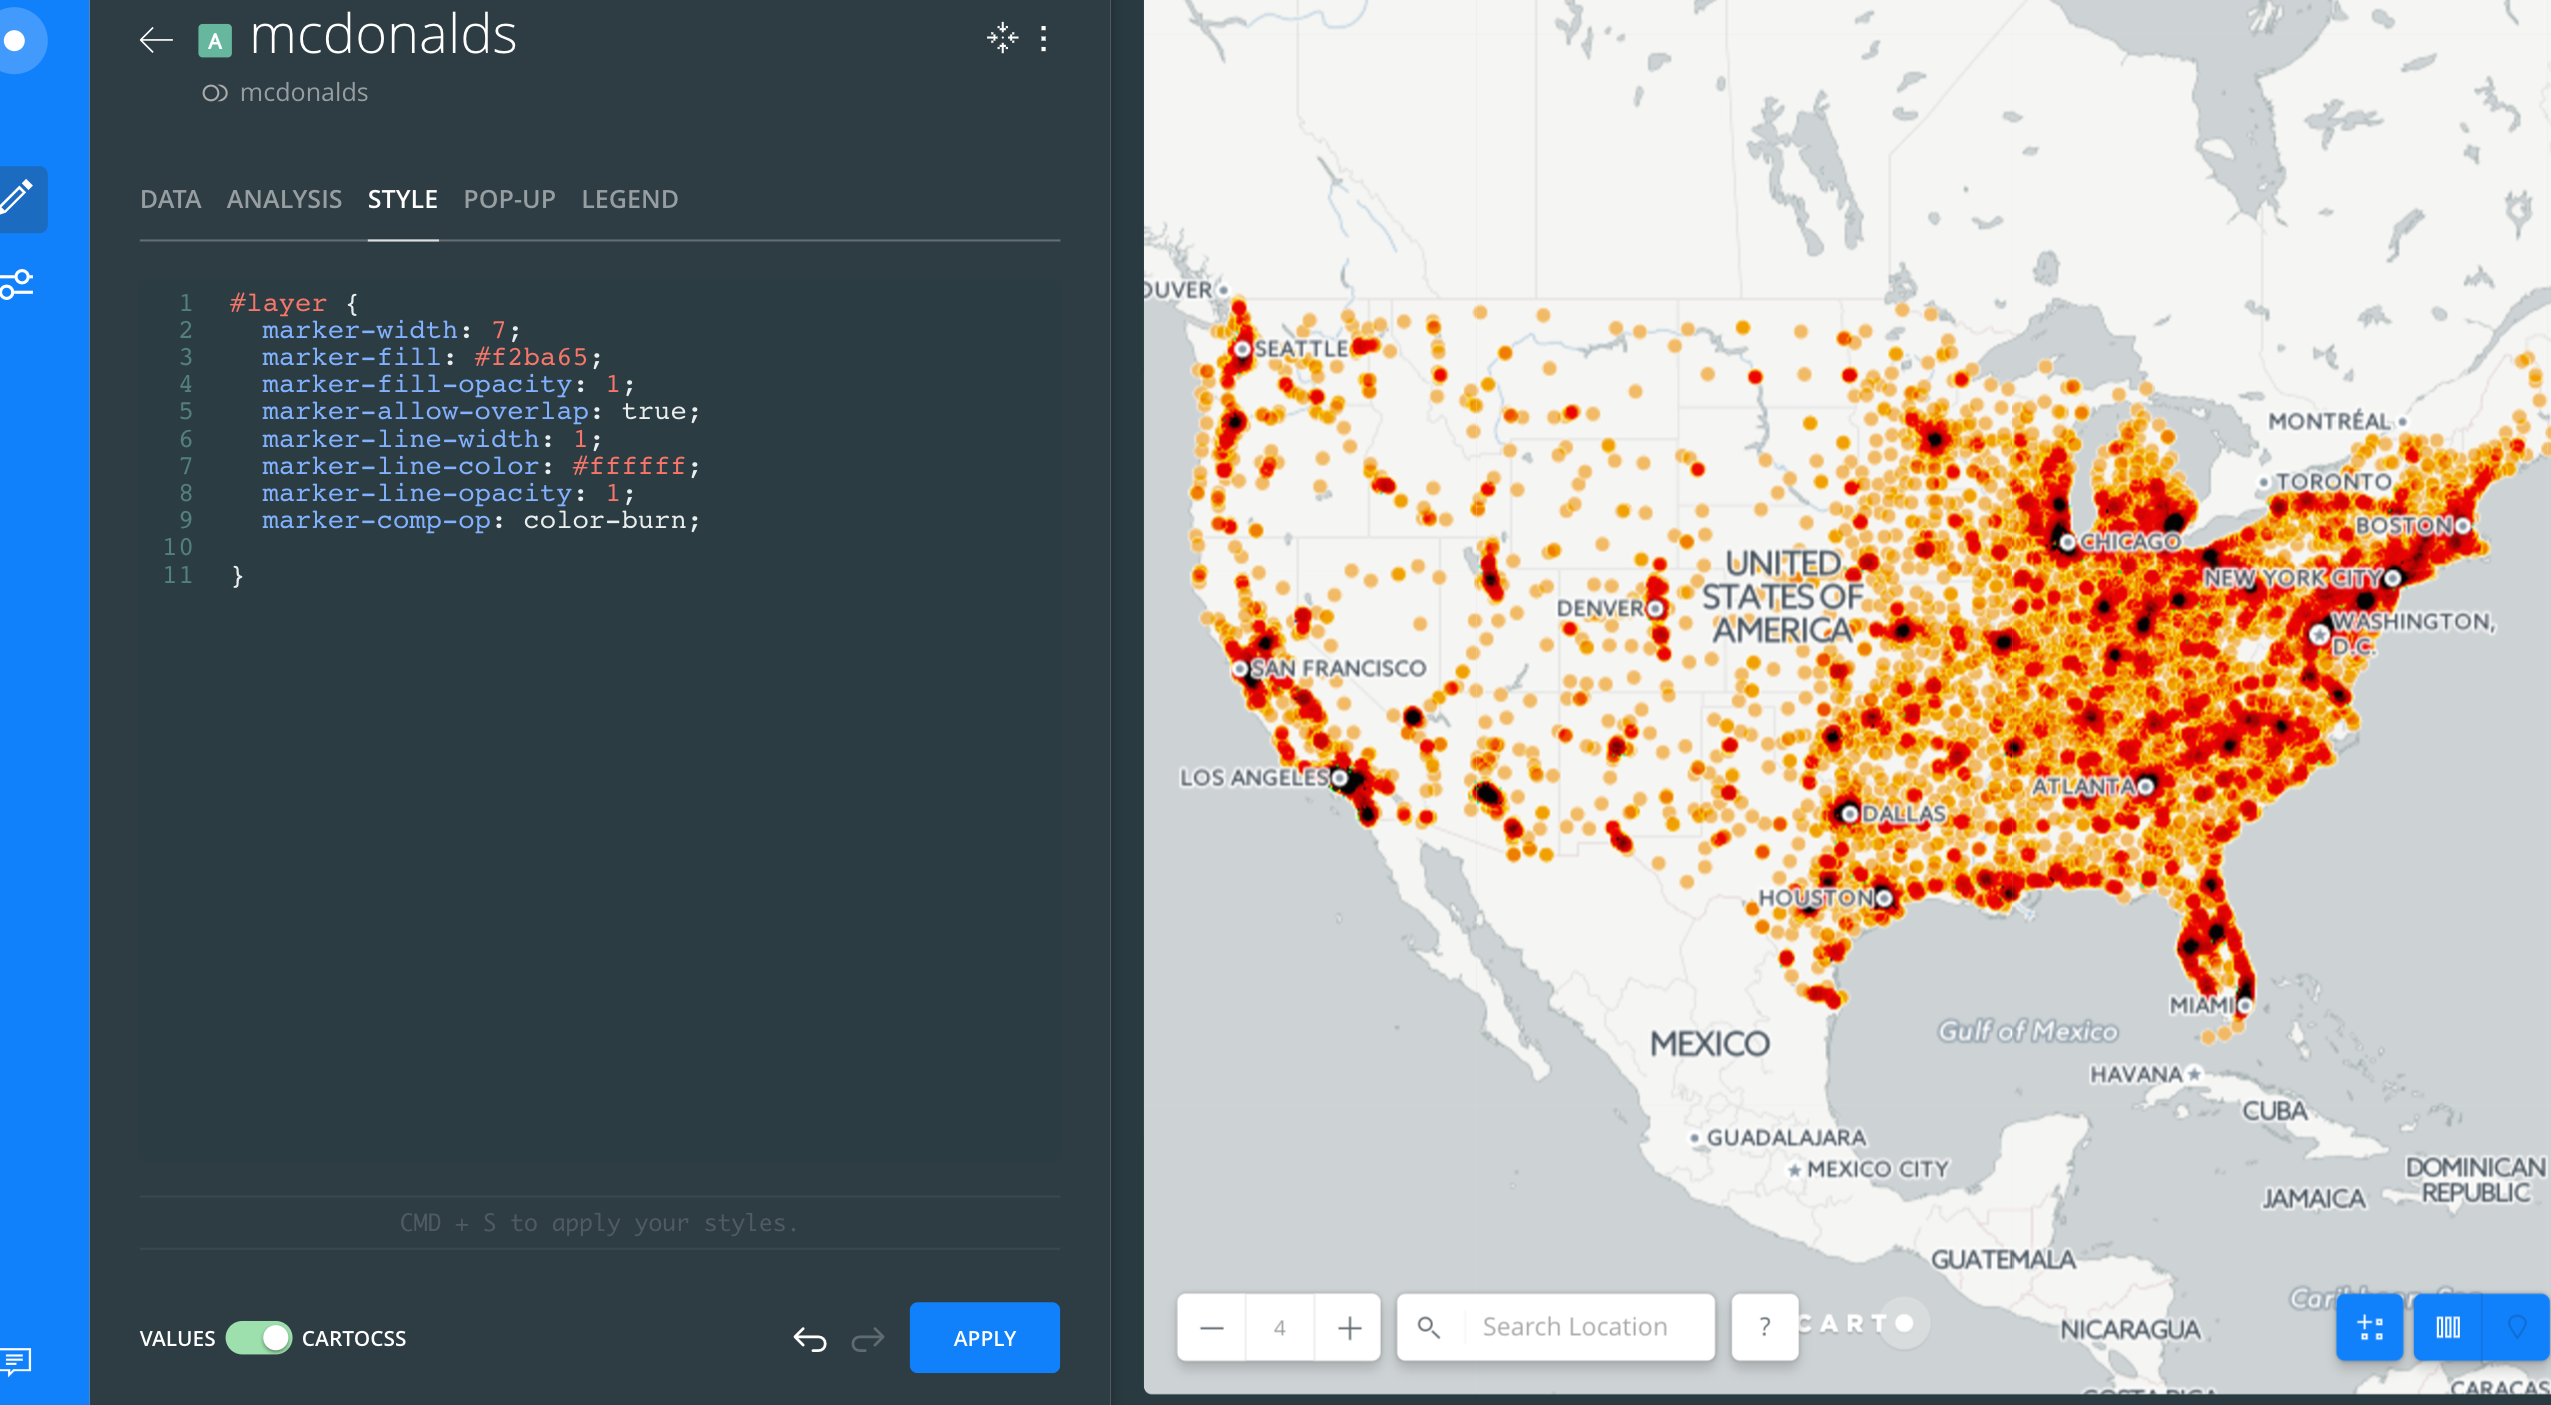 A mcdonalds
mcdonalds
DATA ANALYSIS STYLE POP-UP LEGEND
1 #layer {
2 marker-width: 7;
3 marker-fill: #f2ba65;
4 marker-fill-opacity: 1;
5 marker-allow-overlap: true;
6 marker-line-width: 1;
7 marker-line-color: #ffffff;
8 marker-line-opacity: 1;
9 marker-comp-op: color-burn;
10
11 }
CMD + S to apply your styles.
VALUES CARTOCSS
APPLY
OUVER
SEATTLE
MONTRÉAL
TORONTO
BOSTON
CHICAGO
NEW YORK CITY
UNITED
STATES OF
AMERICA
DENVER
WASHINGTON,
D.C.
SAN FRANCISCO
LOS ANGELES
ATLANTA
DALLAS
HOUSTON
MIAMI
MEXICO
Gulf of Mexico
HAVANA
CUBA
GUADALAJARA
MEXICO CITY
DOMINICAN
REPUBLIC
JAMAICA
GUATEMALA
NICARAGUA
4
Search Location
?
CARTO
CARACAS